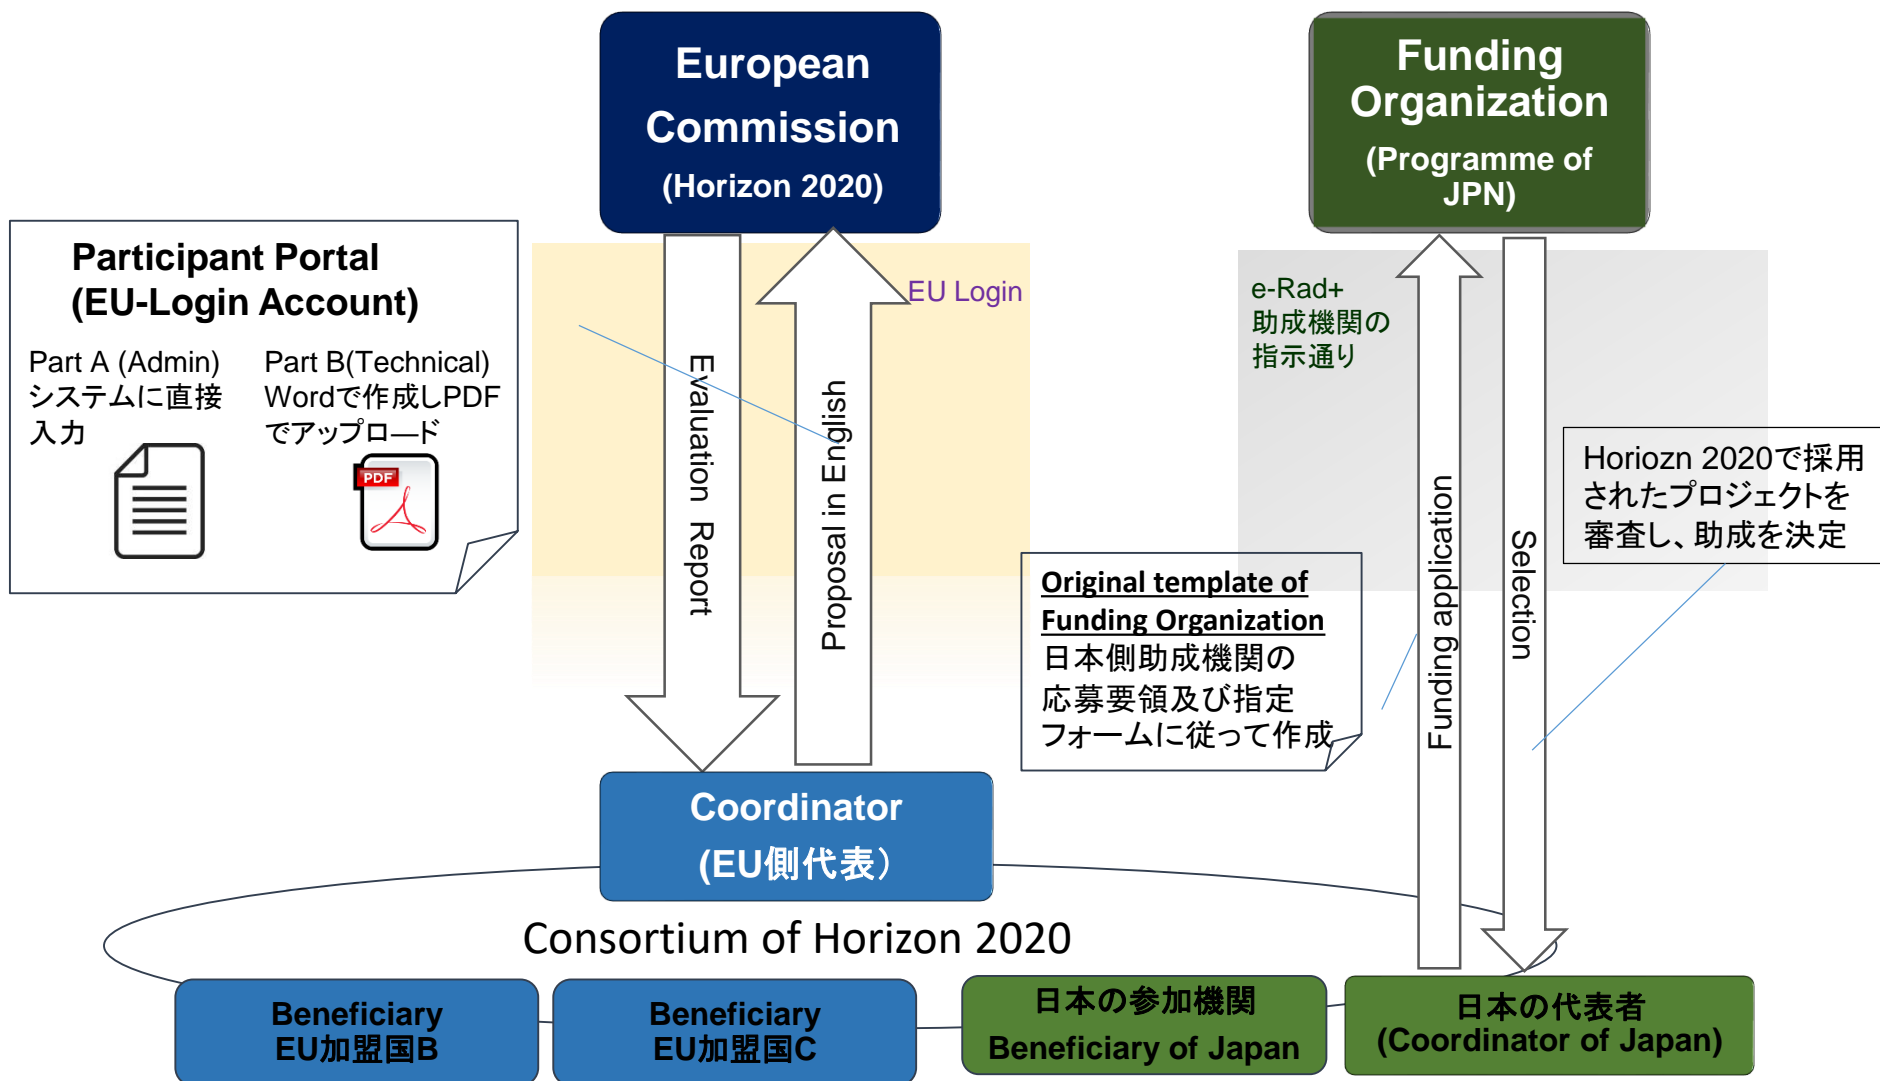 European
Commission
(Horizon 2020)
Funding
Organization
(Programme of
JPN)
Participant Portal
(EU-Login Account)
Part A (Admin)
システムに直接
入力
Part B(Technical)
Wordで作成しPDF
でアップロ―ド
PDF
EU Login
Evaluation Report
Proposal in English
e-Rad+
助成機関の
指示通り
Funding application
Selection
Horiozn 2020で採用
されたプロジェクトを
審査し、助成を決定
Original template of
Funding Organization
日本側助成機関の
応募要領及び指定
フォームに従って作成
Coordinator
(EU側代表）
Consortium of Horizon 2020
Beneficiary
EU加盟国B
Beneficiary
EU加盟国C
日本の参加機関
Beneficiary of Japan
日本の代表者
(Coordinator of Japan)